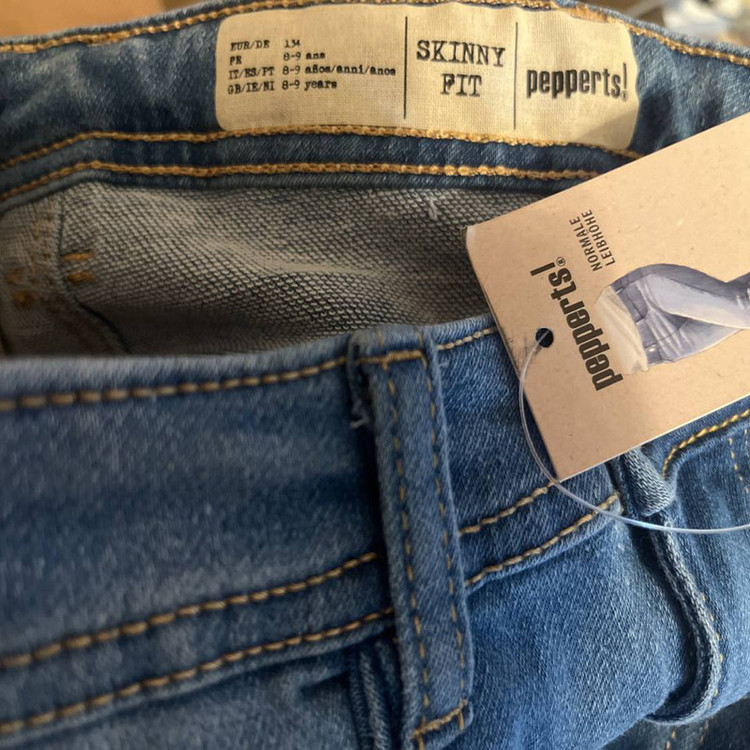 EUR/DE 134
FR 8-9 ans
IT/ES/PT 8-9 años/anni/anos
GB/IE/NI 8-9 years
SKINNY
FIT
pepperts!
pepperts!®
NORMALE
LEIBHÖHE